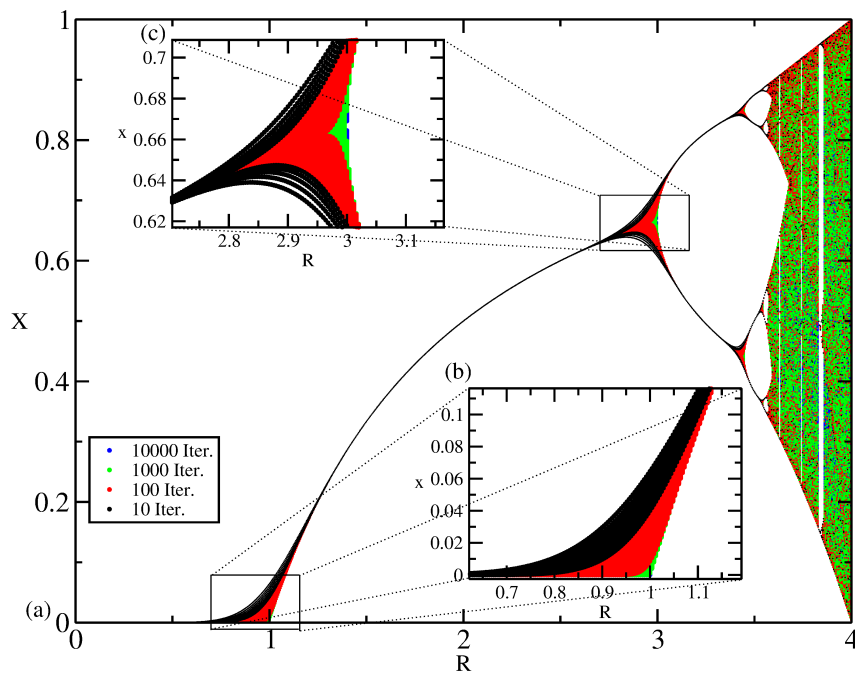 1
0.8
0.6
X
0.4
0.2
0
0
1
2
3
4
R
(a)
(c)
0.7
0.68
x
0.66
0.64
0.62
2.8
2.9
3
3.1
R
(b)
0.1
0.08
x
0.06
0.04
0.02
0
0.7
0.8
0.9
1
1.1
R
10000 Iter.
1000 Iter.
100 Iter.
10 Iter.